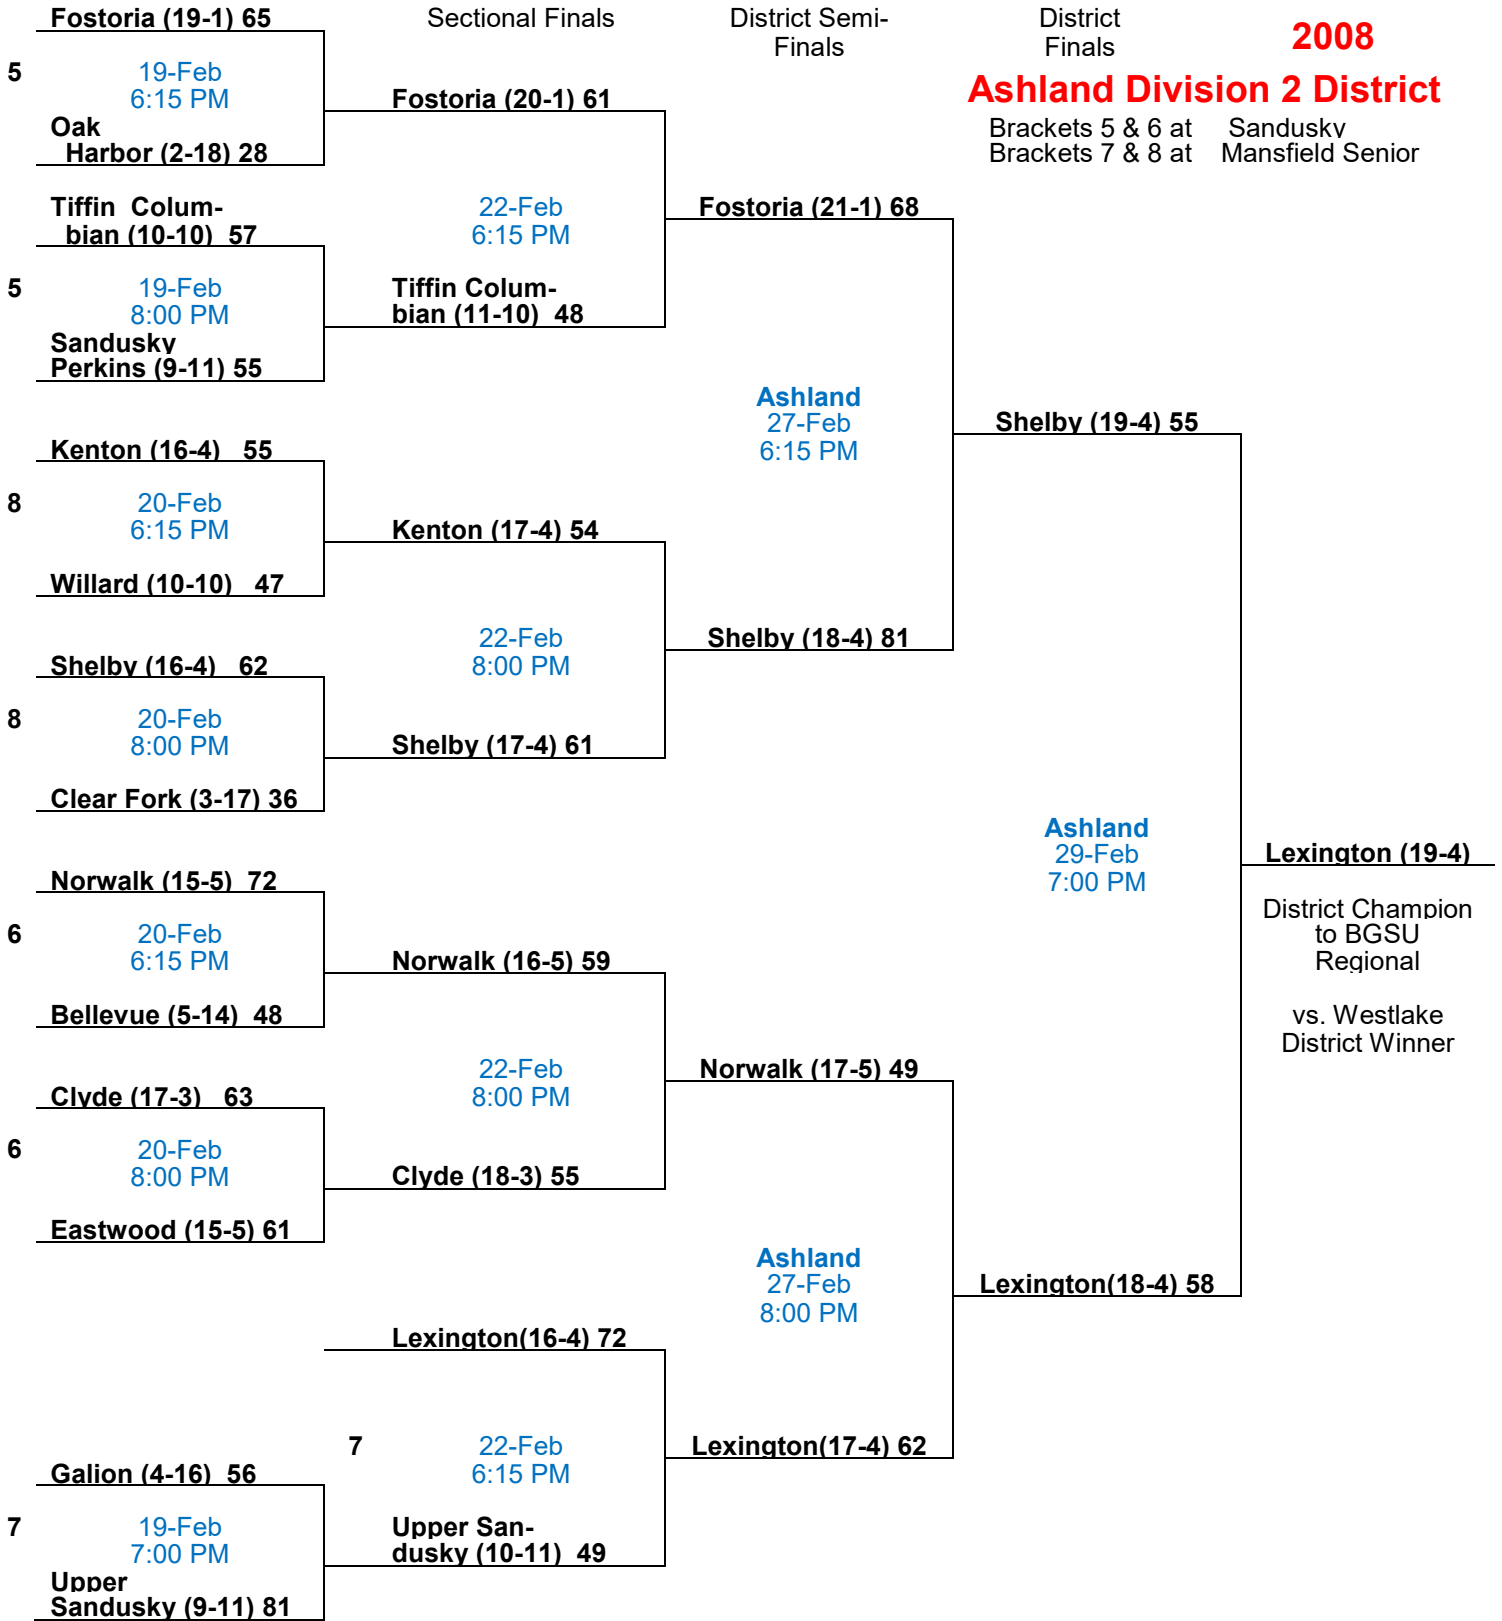 Fostoria (19-1) 65
Sectional Finals
District Semi-
Finals
District
Finals
2008
Ashland Division 2 District
Brackets 5 & 6 at Sandusky
Brackets 7 & 8 at Mansfield Senior
5
19-Feb
6:15 PM
Fostoria (20-1) 61
Oak
Harbor (2-18) 28
Tiffin Colum-
bian (10-10) 57
22-Feb
6:15 PM
Fostoria (21-1) 68
5
19-Feb
8:00 PM
Tiffin Colum-
bian (11-10) 48
Sandusky
Perkins (9-11) 55
Ashland
27-Feb
6:15 PM
Shelby (19-4) 55
Kenton (16-4) 55
8
20-Feb
6:15 PM
Kenton (17-4) 54
Willard (10-10) 47
22-Feb
8:00 PM
Shelby (18-4) 81
Shelby (16-4) 62
8
20-Feb
8:00 PM
Shelby (17-4) 61
Clear Fork (3-17) 36
Ashland
29-Feb
7:00 PM
Lexington (19-4)
District Champion
to BGSU
Regional
vs. Westlake
District Winner
Norwalk (15-5) 72
6
20-Feb
6:15 PM
Norwalk (16-5) 59
Bellevue (5-14) 48
22-Feb
8:00 PM
Norwalk (17-5) 49
Clyde (17-3) 63
6
20-Feb
8:00 PM
Clyde (18-3) 55
Eastwood (15-5) 61
Ashland
27-Feb
8:00 PM
Lexington(18-4) 58
Lexington(16-4) 72
7
22-Feb
6:15 PM
Lexington(17-4) 62
Galion (4-16) 56
7
19-Feb
7:00 PM
Upper San-
dusky (10-11) 49
Upper
Sandusky (9-11) 81